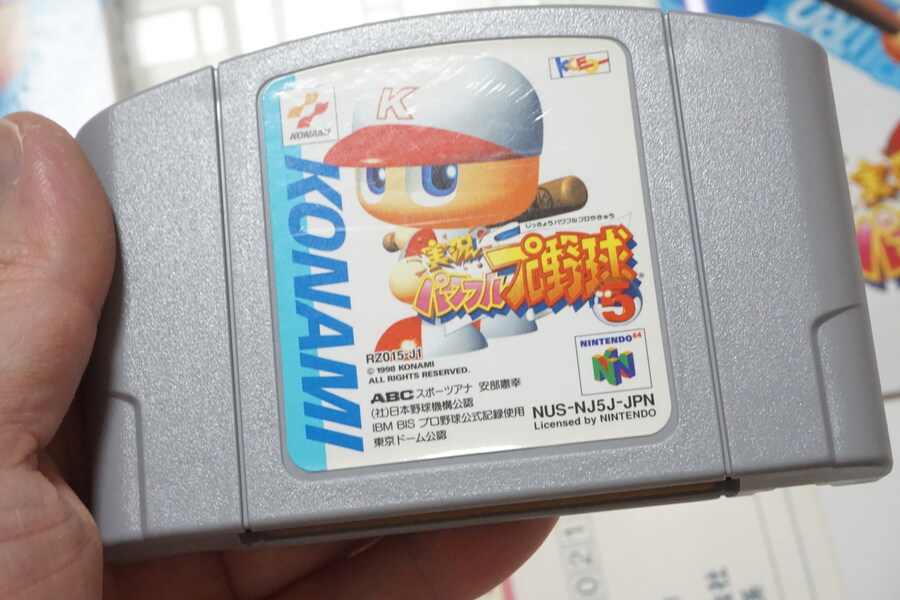 K
KCEO
KONAMI
KONAMI
じっきょうパワフルプロやきゅう
実況
パワフル
プロ野球
5
RZ015-J1
© 1998 KONAMI
ALL RIGHTS RESERVED.
ABC スポーツアナ 安部憲幸
(社)日本野球機構公認
IBM BIS プロ野球公式記録使用
東京ドーム公認
NINTENDO64
NUS-NJ5J-JPN
Licensed by NINTENDO
021